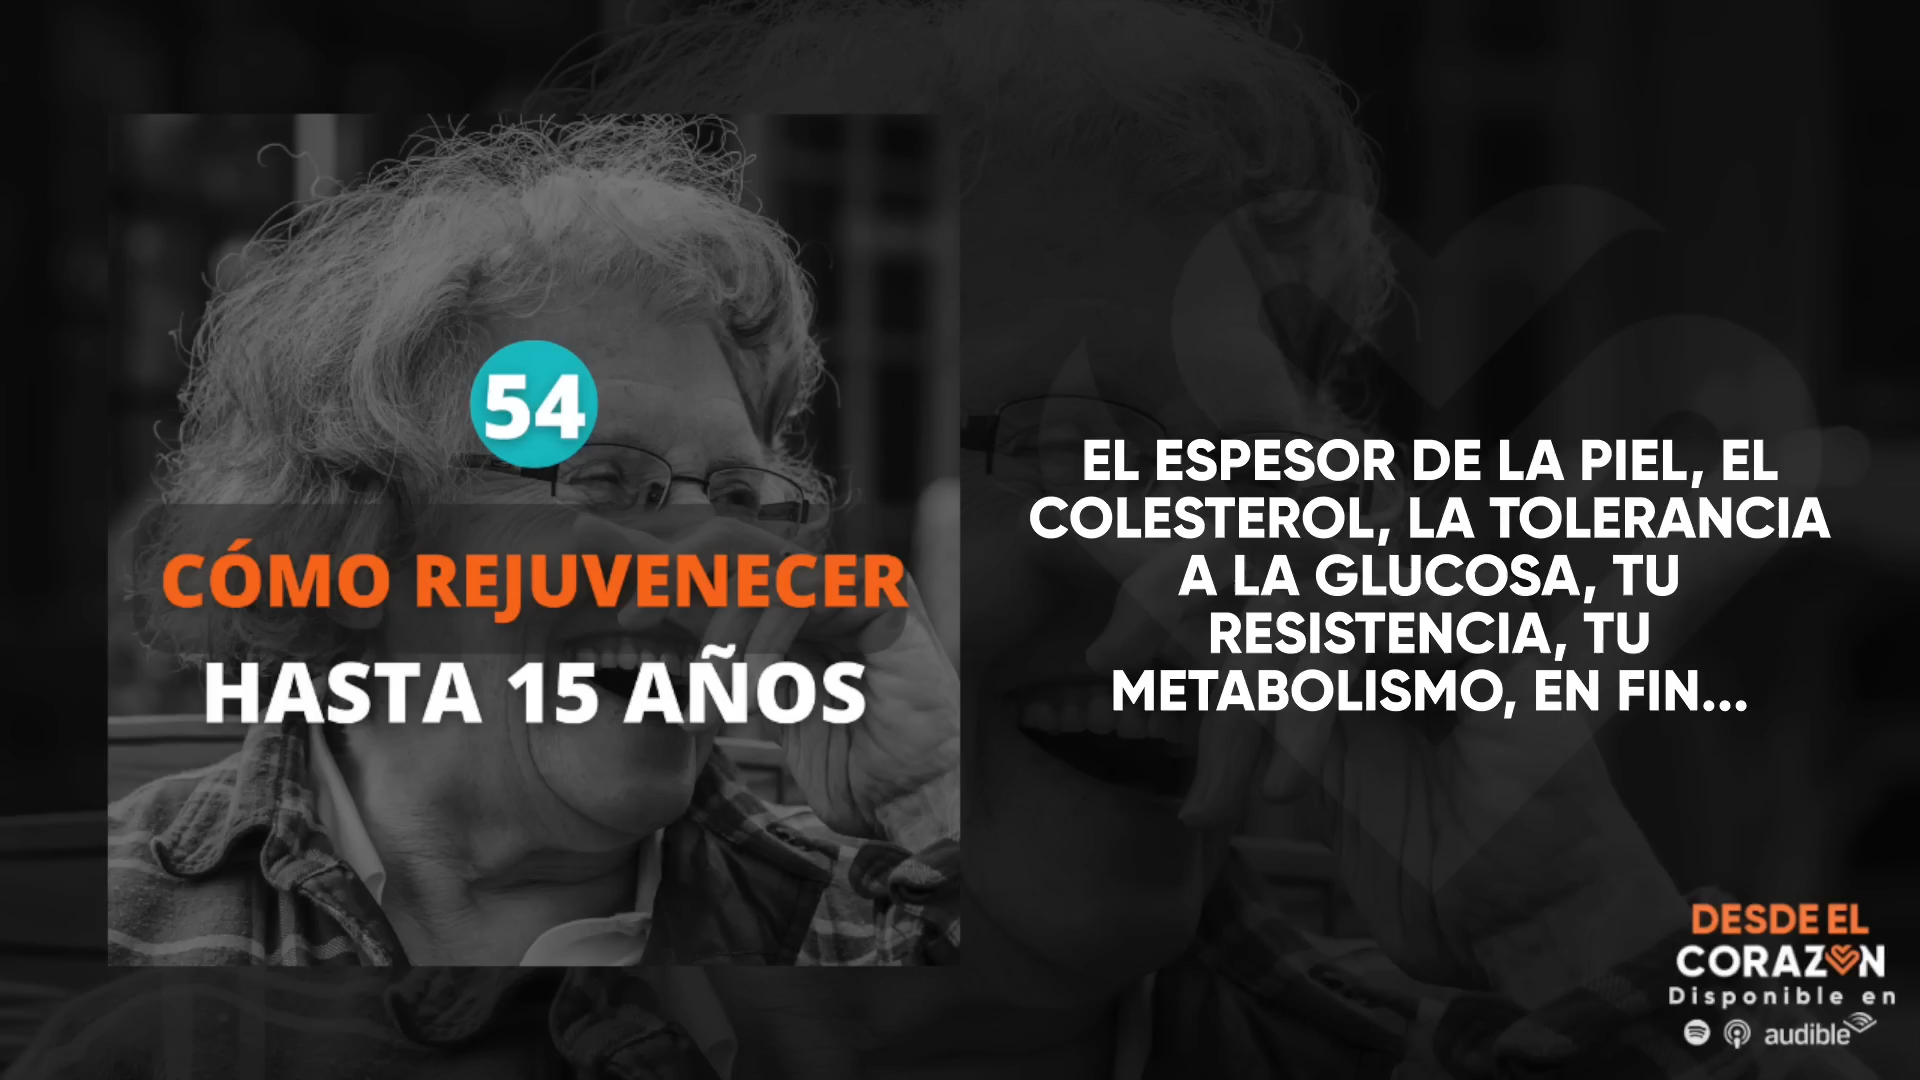 54
CÓMO REJUVENECER
HASTA 15 AÑOS
EL ESPESOR DE LA PIEL, EL
COLESTEROL, LA TOLERANCIA
A LA GLUCOSA, TU
RESISTENCIA, TU
METABOLISMO, EN FIN...
DESDE EL
CORAZÓN
Disponible en
audible